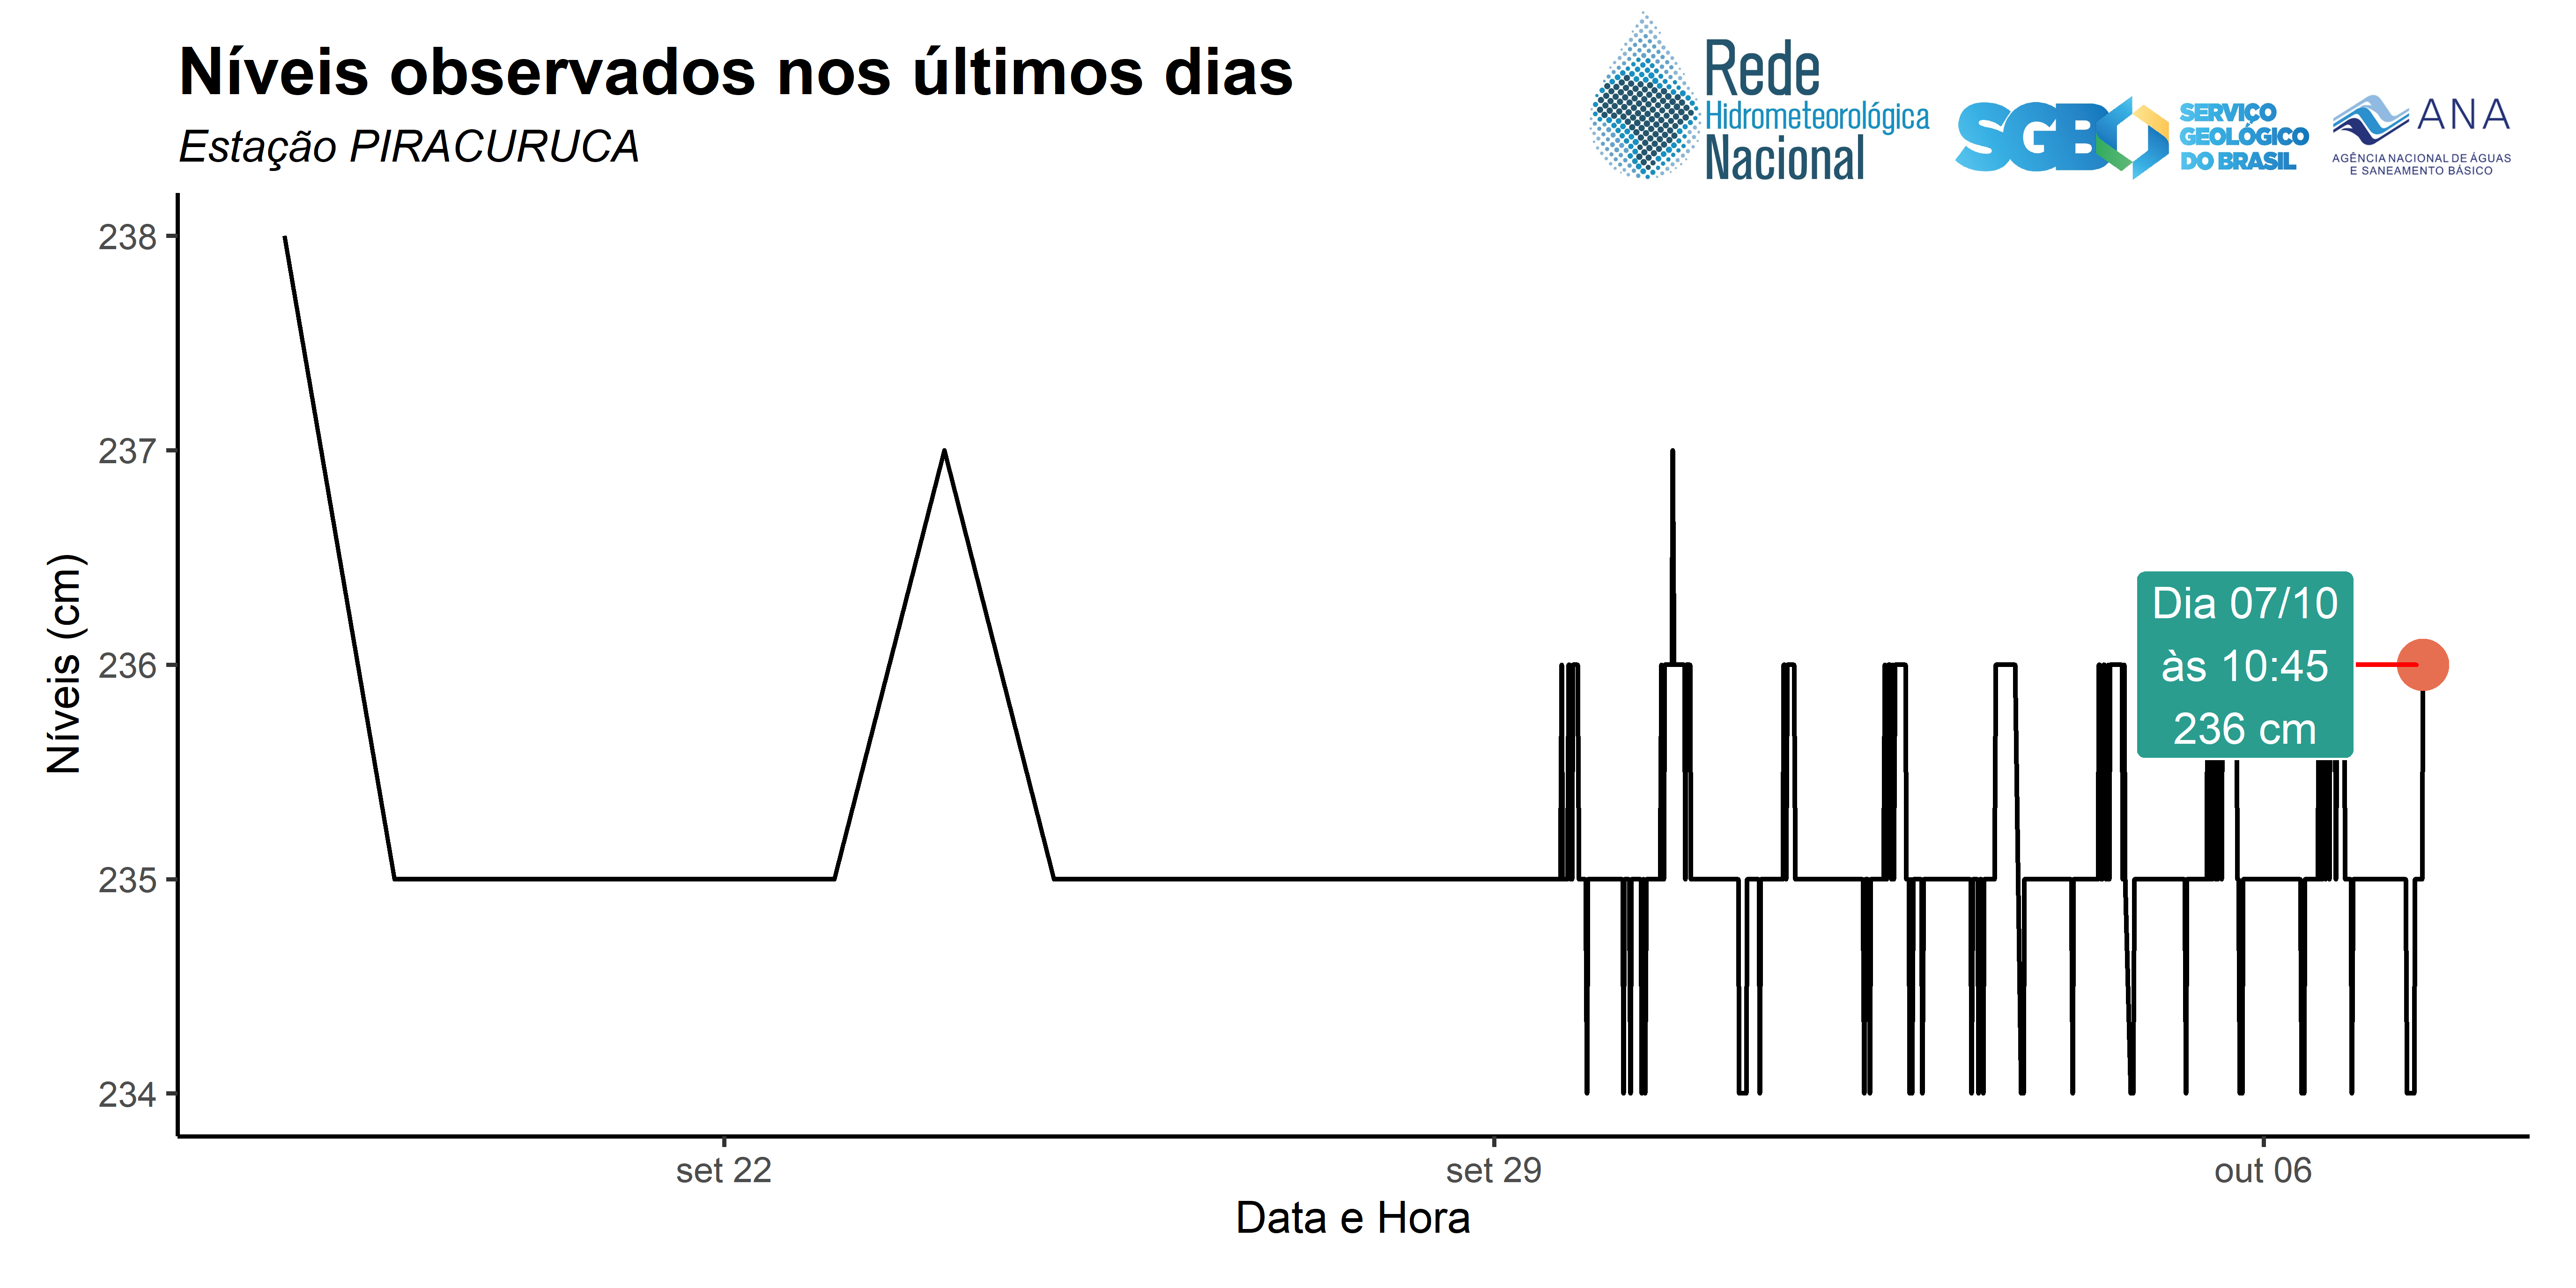 Níveis observados nos últimos dias
Estação PIRACURUCA
Rede
Hidrometeorológica
Nacional
SGB
SERVIÇO
GEOLÓGICO
DO BRASIL
ANA
AGÊNCIA NACIONAL DE ÁGUAS
E SANEAMENTO BÁSICO
238
237
236
235
234
Níveis (cm)
Dia 07/10
às 10:45
236 cm
set 22
set 29
out 06
Data e Hora